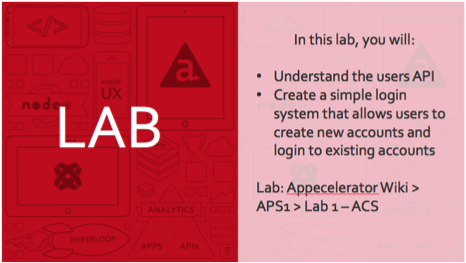 </>
node
APPF
UX
a
LAB
ANALYTICS
HYPERLOOP
APPS APIs
In this lab, you will:
• Understand the users API
• Create a simple login
system that allows users to
create new accounts and
login to existing accounts
Lab: Appecelerator Wiki >
APS1 > Lab 1 – ACS